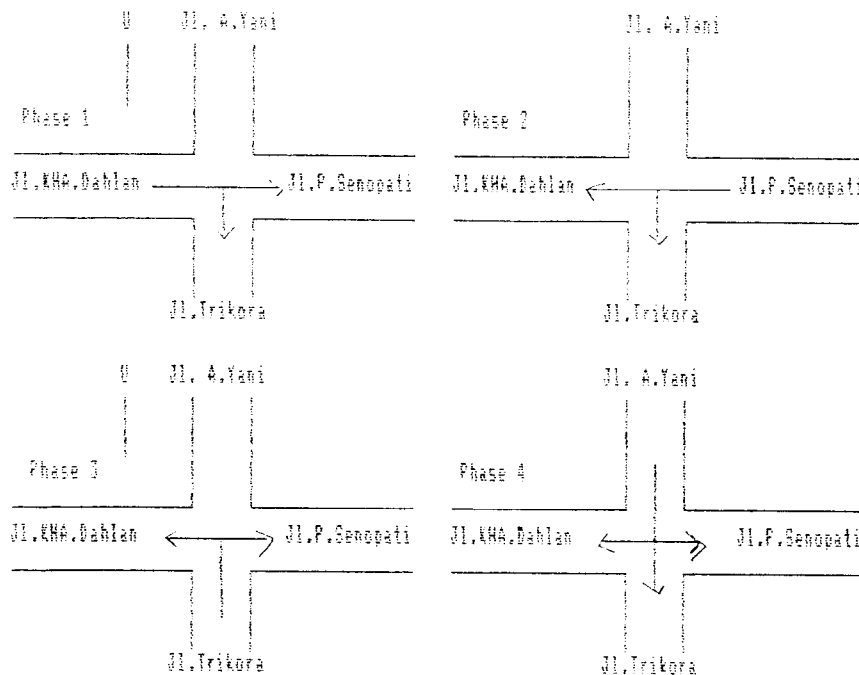 U Jl. A.Yani
Phase 1
Jl.KHA.Dahlan Jl.P.Senopati
Jl.Trikora
Jl. A.Yani
Phase 2
Jl.KHA.Dahlan Jl.P.Senopati
Jl.Trikora
U Jl. A.Yani
Phase 3
Jl.KHA.Dahlan Jl.P.Senopati
Jl.Trikora
Jl. A.Yani
Phase 4
Jl.KHA.Dahlan Jl.P.Senopati
Jl.Trikora